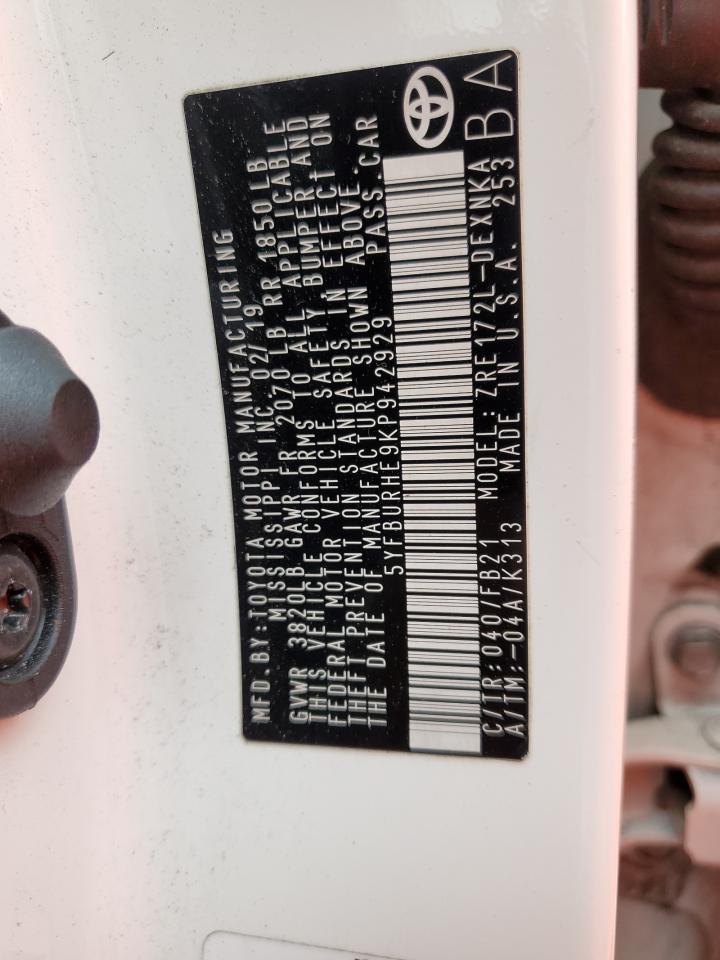 MFD. BY: TOYOTA MOTOR MANUFACTURING
MISSISSIPPI INC. 02/19
GVWR 3820LB GAWR FR 2070 LB RR 1850 LB
THIS VEHICLE CONFORMS TO ALL APPLICABLE
FEDERAL MOTOR VEHICLE SAFETY BUMPER, AND
THEFT PREVENTION STANDARDS IN EFFECT ON
THE DATE OF MANUFACTURE SHOWN ABOVE.
5YFBURHE9KP942929 PASS. CAR
C/TR: 040/FB21 MODEL: ZRE172L-DEXNKA
A/TM: -04A/K313 MADE IN U.S.A. 253 BA